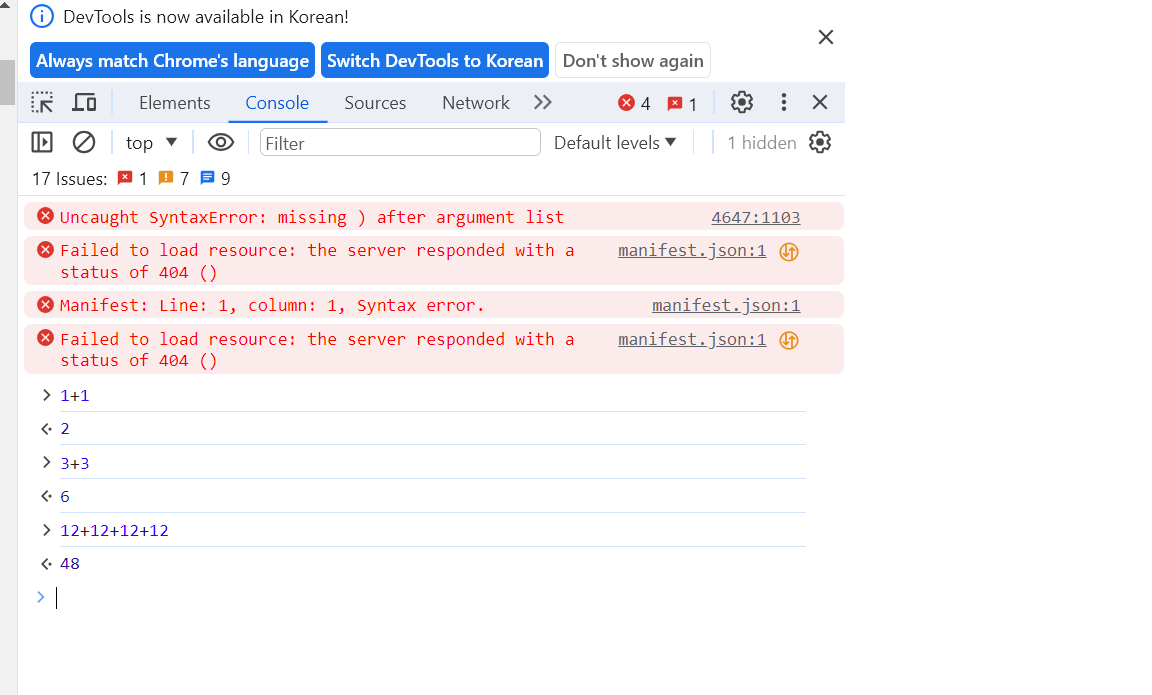 DevTools is now available in Korean!
Always match Chrome's language Switch DevTools to Korean Don't show again
Elements Console Sources Network 4 1
top Filter Default levels 1 hidden
17 Issues: 1 7 9
Uncaught SyntaxError: missing ) after argument list 4647:1103
Failed to load resource: the server responded with a manifest.json:1
status of 404 ()
Manifest: Line: 1, column: 1, Syntax error. manifest.json:1
Failed to load resource: the server responded with a manifest.json:1
status of 404 ()
1+1
2
3+3
6
12+12+12+12
48